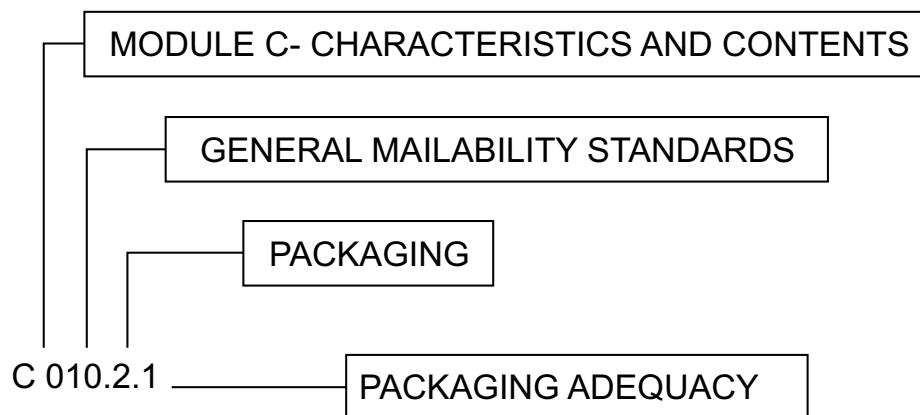 MODULE C- CHARACTERISTICS AND CONTENTS
GENERAL MAILABILITY STANDARDS
PACKAGING
C 010.2.1
PACKAGING ADEQUACY